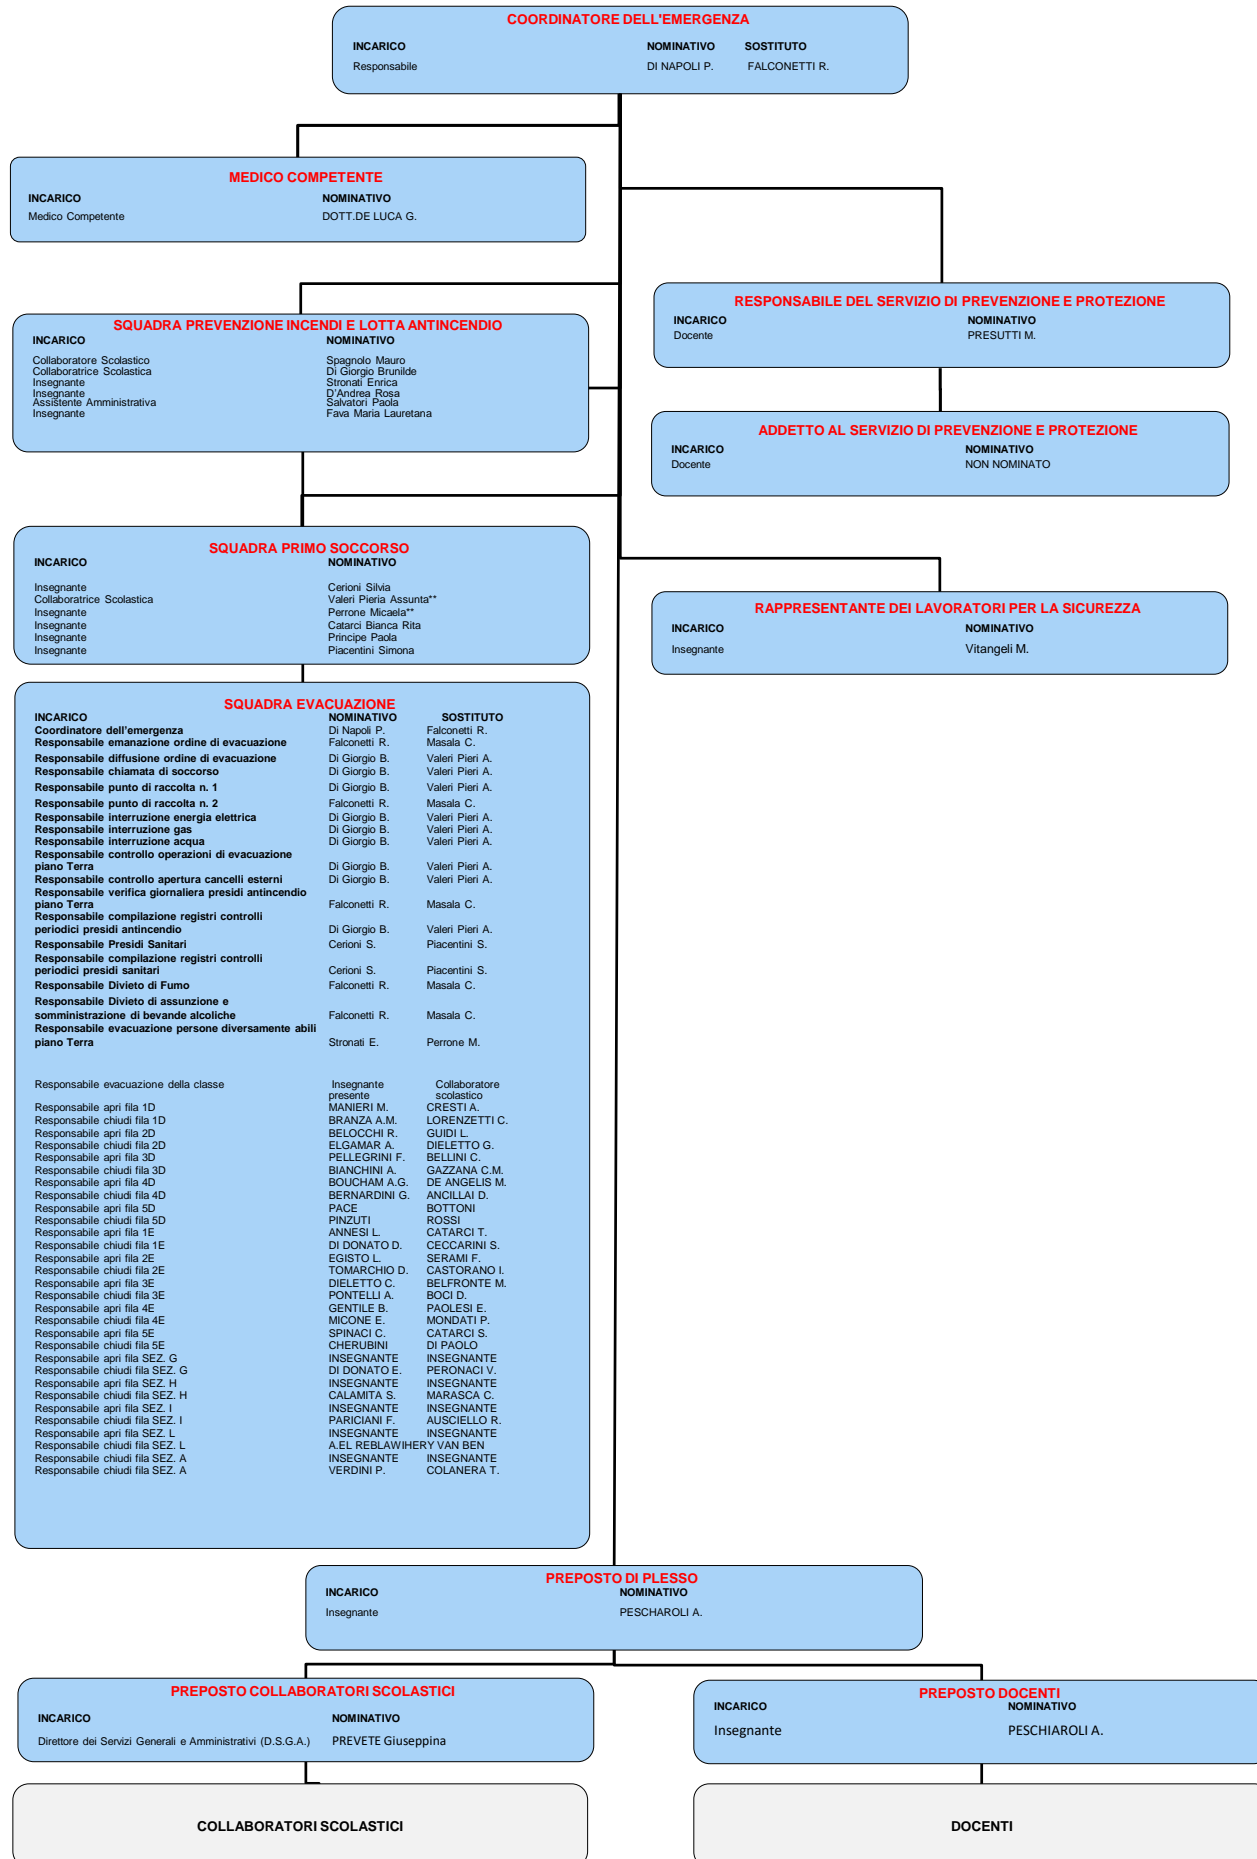 COORDINATORE DELL'EMERGENZA
INCARICO NOMINATIVO SOSTITUTO
Responsabile DI NAPOLI P. FALCONETTI R.
MEDICO COMPETENTE
INCARICO NOMINATIVO
Medico Competente DOTT.DE LUCA G.
RESPONSABILE DEL SERVIZIO DI PREVENZIONE E PROTEZIONE
INCARICO NOMINATIVO
Docente PRESUTTI M.
SQUADRA PREVENZIONE INCENDI E LOTTA ANTINCENDIO
INCARICO NOMINATIVO
Collaboratore Scolastico Spagnolo Mauro
Collaboratrice Scolastica Di Giorgio Brunilde
Insegnante Stronati Enrica
Insegnante D'Andrea Rosa
Assistente Amministrativa Salvatori Paola
Insegnante Fava Maria Lauretana
ADDETTO AL SERVIZIO DI PREVENZIONE E PROTEZIONE
INCARICO NOMINATIVO
Docente NON NOMINATO
SQUADRA PRIMO SOCCORSO
INCARICO NOMINATIVO
Insegnante Cerioni Silvia
Collaboratrice Scolastica Valeri Pieria Assunta**
Insegnante Perrone Micaela**
Insegnante Catarci Bianca Rita
Insegnante Principe Paola
Insegnante Piacentini Simona
RAPPRESENTANTE DEI LAVORATORI PER LA SICUREZZA
INCARICO NOMINATIVO
Insegnante Vitangeli M.
SQUADRA EVACUAZIONE
INCARICO NOMINATIVO SOSTITUTO
Coordinatore dell'emergenza Di Napoli P. Falconetti R.
Responsabile emanazione ordine di evacuazione Falconetti R. Masala C.
Responsabile diffusione ordine di evacuazione Di Giorgio B. Valeri Pieri A.
Responsabile chiamata di soccorso Di Giorgio B. Valeri Pieri A.
Responsabile punto di raccolta n. 1 Di Giorgio B. Valeri Pieri A.
Responsabile punto di raccolta n. 2 Falconetti R. Masala C.
Responsabile interruzione energia elettrica Di Giorgio B. Valeri Pieri A.
Responsabile interruzione gas Di Giorgio B. Valeri Pieri A.
Responsabile interruzione acqua Di Giorgio B. Valeri Pieri A.
Responsabile controllo operazioni di evacuazione
piano Terra Di Giorgio B. Valeri Pieri A.
Responsabile controllo apertura cancelli esterni Di Giorgio B. Valeri Pieri A.
Responsabile verifica giornaliera presidi antincendio
piano Terra Falconetti R. Masala C.
Responsabile compilazione registri controlli
periodici presidi antincendio Di Giorgio B. Valeri Pieri A.
Responsabile Presidi Sanitari Cerioni S. Piacentini S.
Responsabile compilazione registri controlli
periodici presidi sanitari Cerioni S. Piacentini S.
Responsabile Divieto di Fumo Falconetti R. Masala C.
Responsabile Divieto di assunzione e
somministrazione di bevande alcoliche Falconetti R. Masala C.
Responsabile evacuazione persone diversamente abili
piano Terra Stronati E. Perrone M.
Responsabile evacuazione della classe Insegnante Collaboratore
presente scolastico
Responsabile apri fila 1D MANIERI M. CRESTI A.
Responsabile chiudi fila 1D BRANZA A.M. LORENZETTI C.
Responsabile apri fila 2D BELOCCHI R. GUIDI L.
Responsabile chiudi fila 2D ELGAMAR A. DIELETTO G.
Responsabile apri fila 3D PELLEGRINI F. BELLINI C.
Responsabile chiudi fila 3D BIANCHINI A. GAZZANA C.M.
Responsabile apri fila 4D BOUCHAM A.G. DE ANGELIS M.
Responsabile chiudi fila 4D BERNARDINI G. ANCILLAI D.
Responsabile apri fila 5D PACE BOTTONI
Responsabile chiudi fila 5D PINZUTI ROSSI
Responsabile apri fila 1E ANNESI L. CATARCI T.
Responsabile chiudi fila 1E DI DONATO D. CECCARINI S.
Responsabile apri fila 2E EGISTO L. SERAMI F.
Responsabile chiudi fila 2E TOMARCHIO D. CASTORANO I.
Responsabile apri fila 3E DIELETTO C. BELFRONTE M.
Responsabile chiudi fila 3E PONTELLI A. BOCI D.
Responsabile apri fila 4E GENTILE B. PAOLESI E.
Responsabile chiudi fila 4E MICONE E. MONDATI P.
Responsabile apri fila 5E SPINACI C. CATARCI S.
Responsabile chiudi fila 5E CHERUBINI DI PAOLO
Responsabile apri fila SEZ. G INSEGNANTE INSEGNANTE
Responsabile chiudi fila SEZ. G DI DONATO E. PERONACI V.
Responsabile apri fila SEZ. H INSEGNANTE INSEGNANTE
Responsabile chiudi fila SEZ. H CALAMITA S. MARASCA C.
Responsabile apri fila SEZ. I INSEGNANTE INSEGNANTE
Responsabile chiudi fila SEZ. I PARICIANI F. AUSCIELLO R.
Responsabile apri fila SEZ. L INSEGNANTE INSEGNANTE
Responsabile chiudi fila SEZ. L A.EL REBLAWIHERY VAN BEN
Responsabile chiudi fila SEZ. A INSEGNANTE INSEGNANTE
Responsabile chiudi fila SEZ. A VERDINI P. COLANERA T.
PREPOSTO DI PLESSO
INCARICO NOMINATIVO
Insegnante PESCHAROLI A.
PREPOSTO COLLABORATORI SCOLASTICI
INCARICO NOMINATIVO
Direttore dei Servizi Generali e Amministrativi (D.S.G.A.) PREVETE Giuseppina
PREPOSTO DOCENTI
INCARICO NOMINATIVO
Insegnante PESCHIAROLI A.
COLLABORATORI SCOLASTICI
DOCENTI